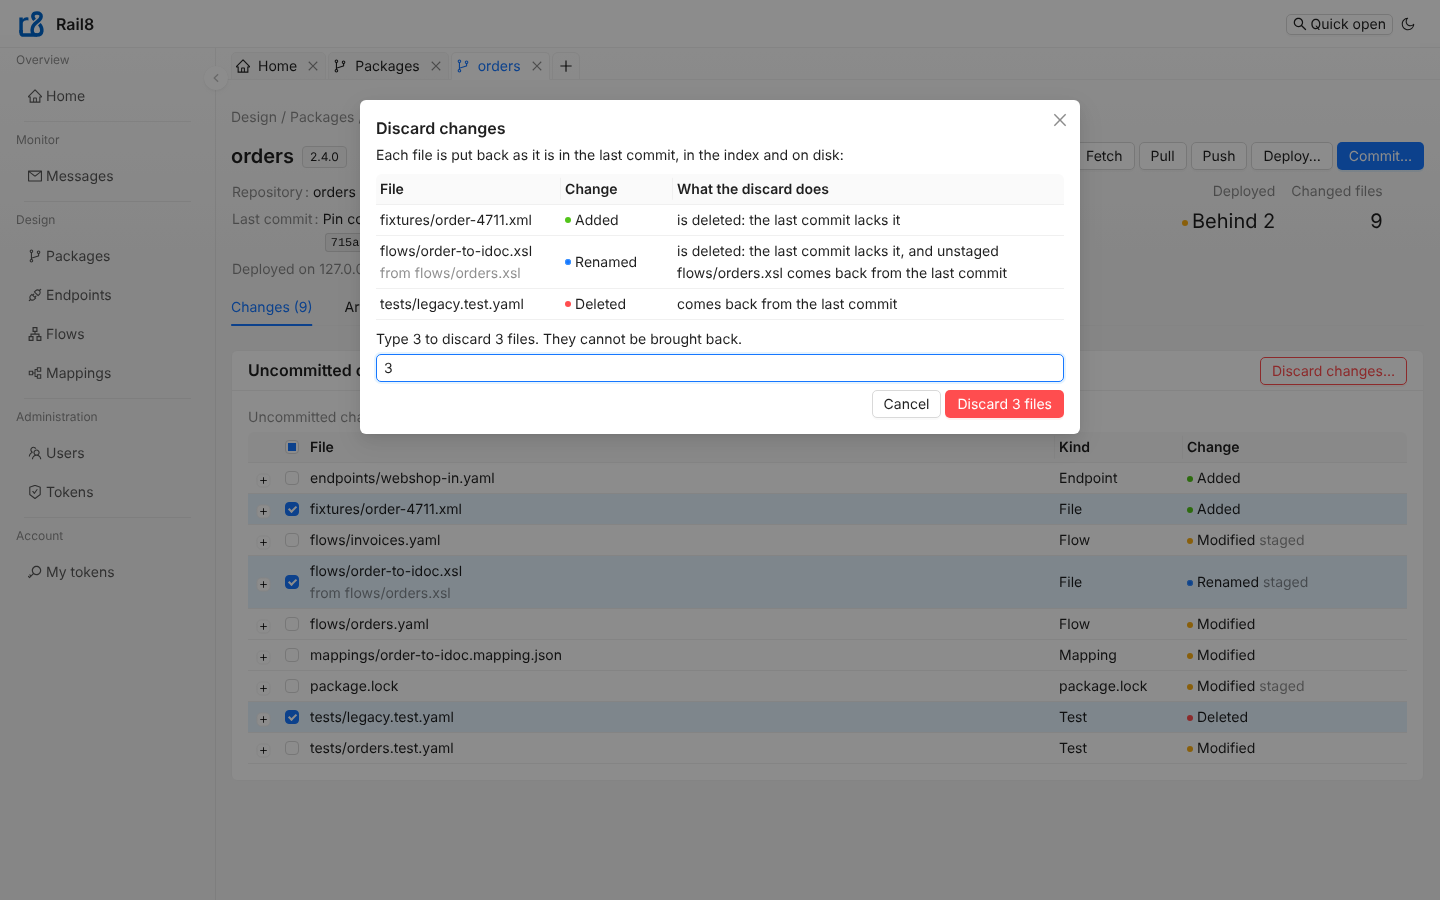 Rail8
Quick open
Overview
Home
Monitor
Messages
Design
Packages
Endpoints
Flows
Mappings
Administration
Users
Tokens
Account
My tokens
Home
Packages
orders
Design / Packages
orders 2.4.0
Fetch
Pull
Push
Deploy...
Commit...
Repository : orders
Deployed
Changed files
Last commit : Pin
Behind 2
9
715a
Deployed on 127.0.
Changes (9)
Discard changes
Each file is put back as it is in the last commit, in the index and on disk:
File Change What the discard does
fixtures/order-4711.xml Added is deleted: the last commit lacks it
flows/order-to-idoc.xsl Renamed is deleted: the last commit lacks it, and unstaged
from flows/orders.xsl flows/orders.xsl comes back from the last commit
tests/legacy.test.yaml Deleted comes back from the last commit
Type 3 to discard 3 files. They cannot be brought back.
3
Cancel
Discard 3 files
Uncommitted
Discard changes...
Uncommitted
File Kind Change
endpoints/webshop-in.yaml Endpoint Added
fixtures/order-4711.xml File Added
flows/invoices.yaml Flow Modified staged
flows/order-to-idoc.xsl File Renamed staged
from flows/orders.xsl
flows/orders.yaml Flow Modified
mappings/order-to-idoc.mapping.json Mapping Modified
package.lock package.lock Modified staged
tests/legacy.test.yaml Test Deleted
tests/orders.test.yaml Test Modified